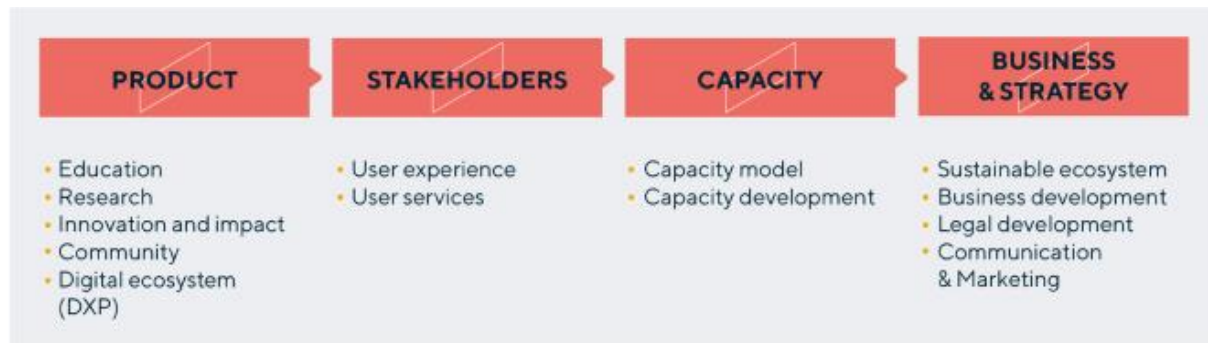 PRODUCT
• Education
• Research
• Innovation and impact
• Community
• Digital ecosystem
(DXP)
STAKEHOLDERS
• User experience
• User services
CAPACITY
• Capacity model
• Capacity development
BUSINESS
& STRATEGY
• Sustainable ecosystem
• Business development
• Legal development
• Communication
& Marketing